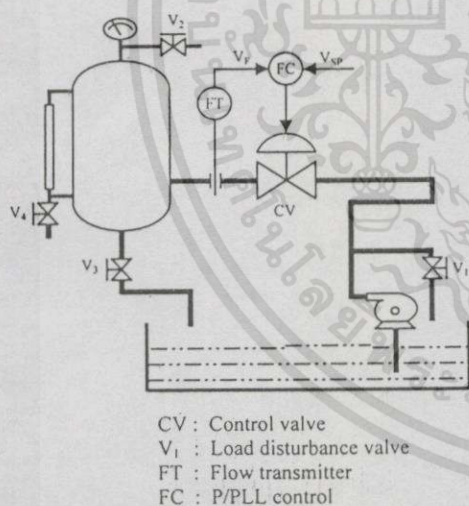 V₂
V_F
FC
V_SP
FT
V₄
CV
V₃
V₁
CV : Control valve
V₁ : Load disturbance valve
FT : Flow transmitter
FC : P/PLL control